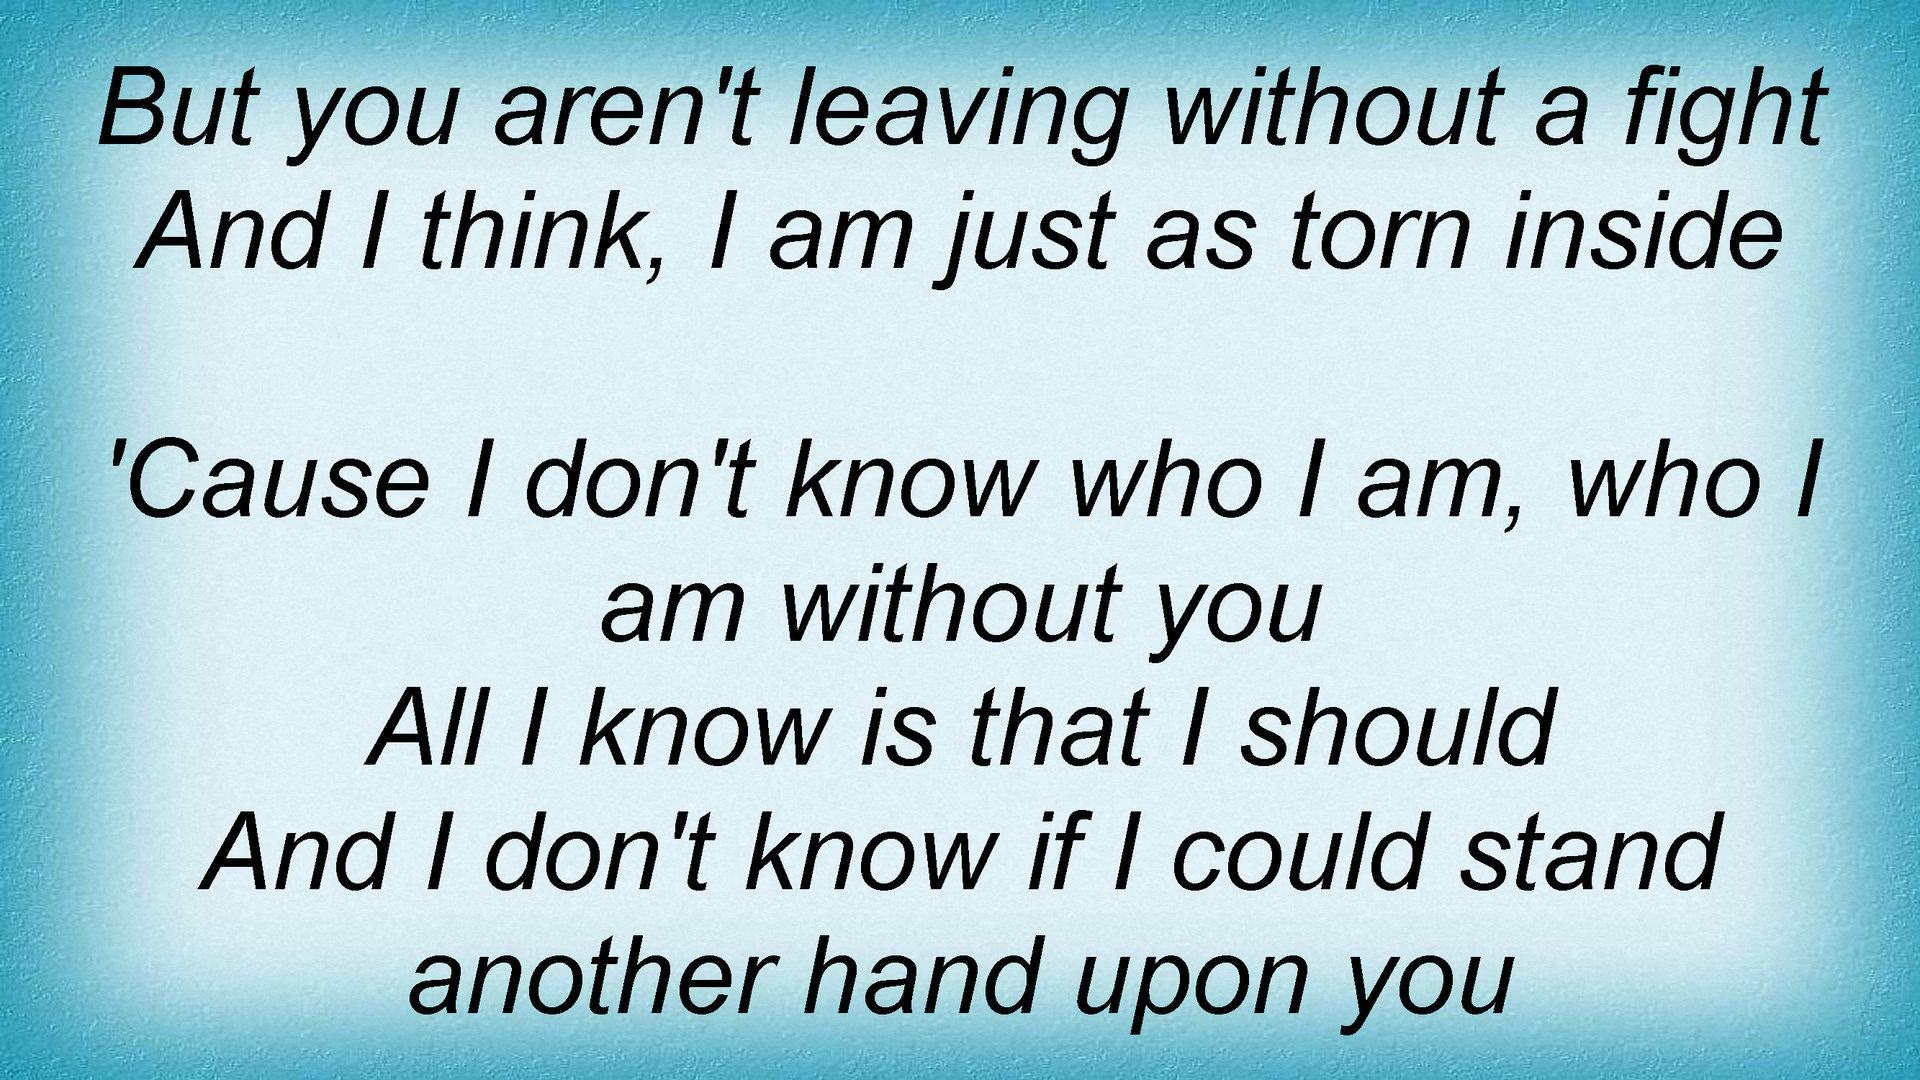 But you aren't leaving without a fight
And I think, I am just as torn inside
'Cause I don't know who I am, who I
am without you
All I know is that I should
And I don't know if I could stand
another hand upon you